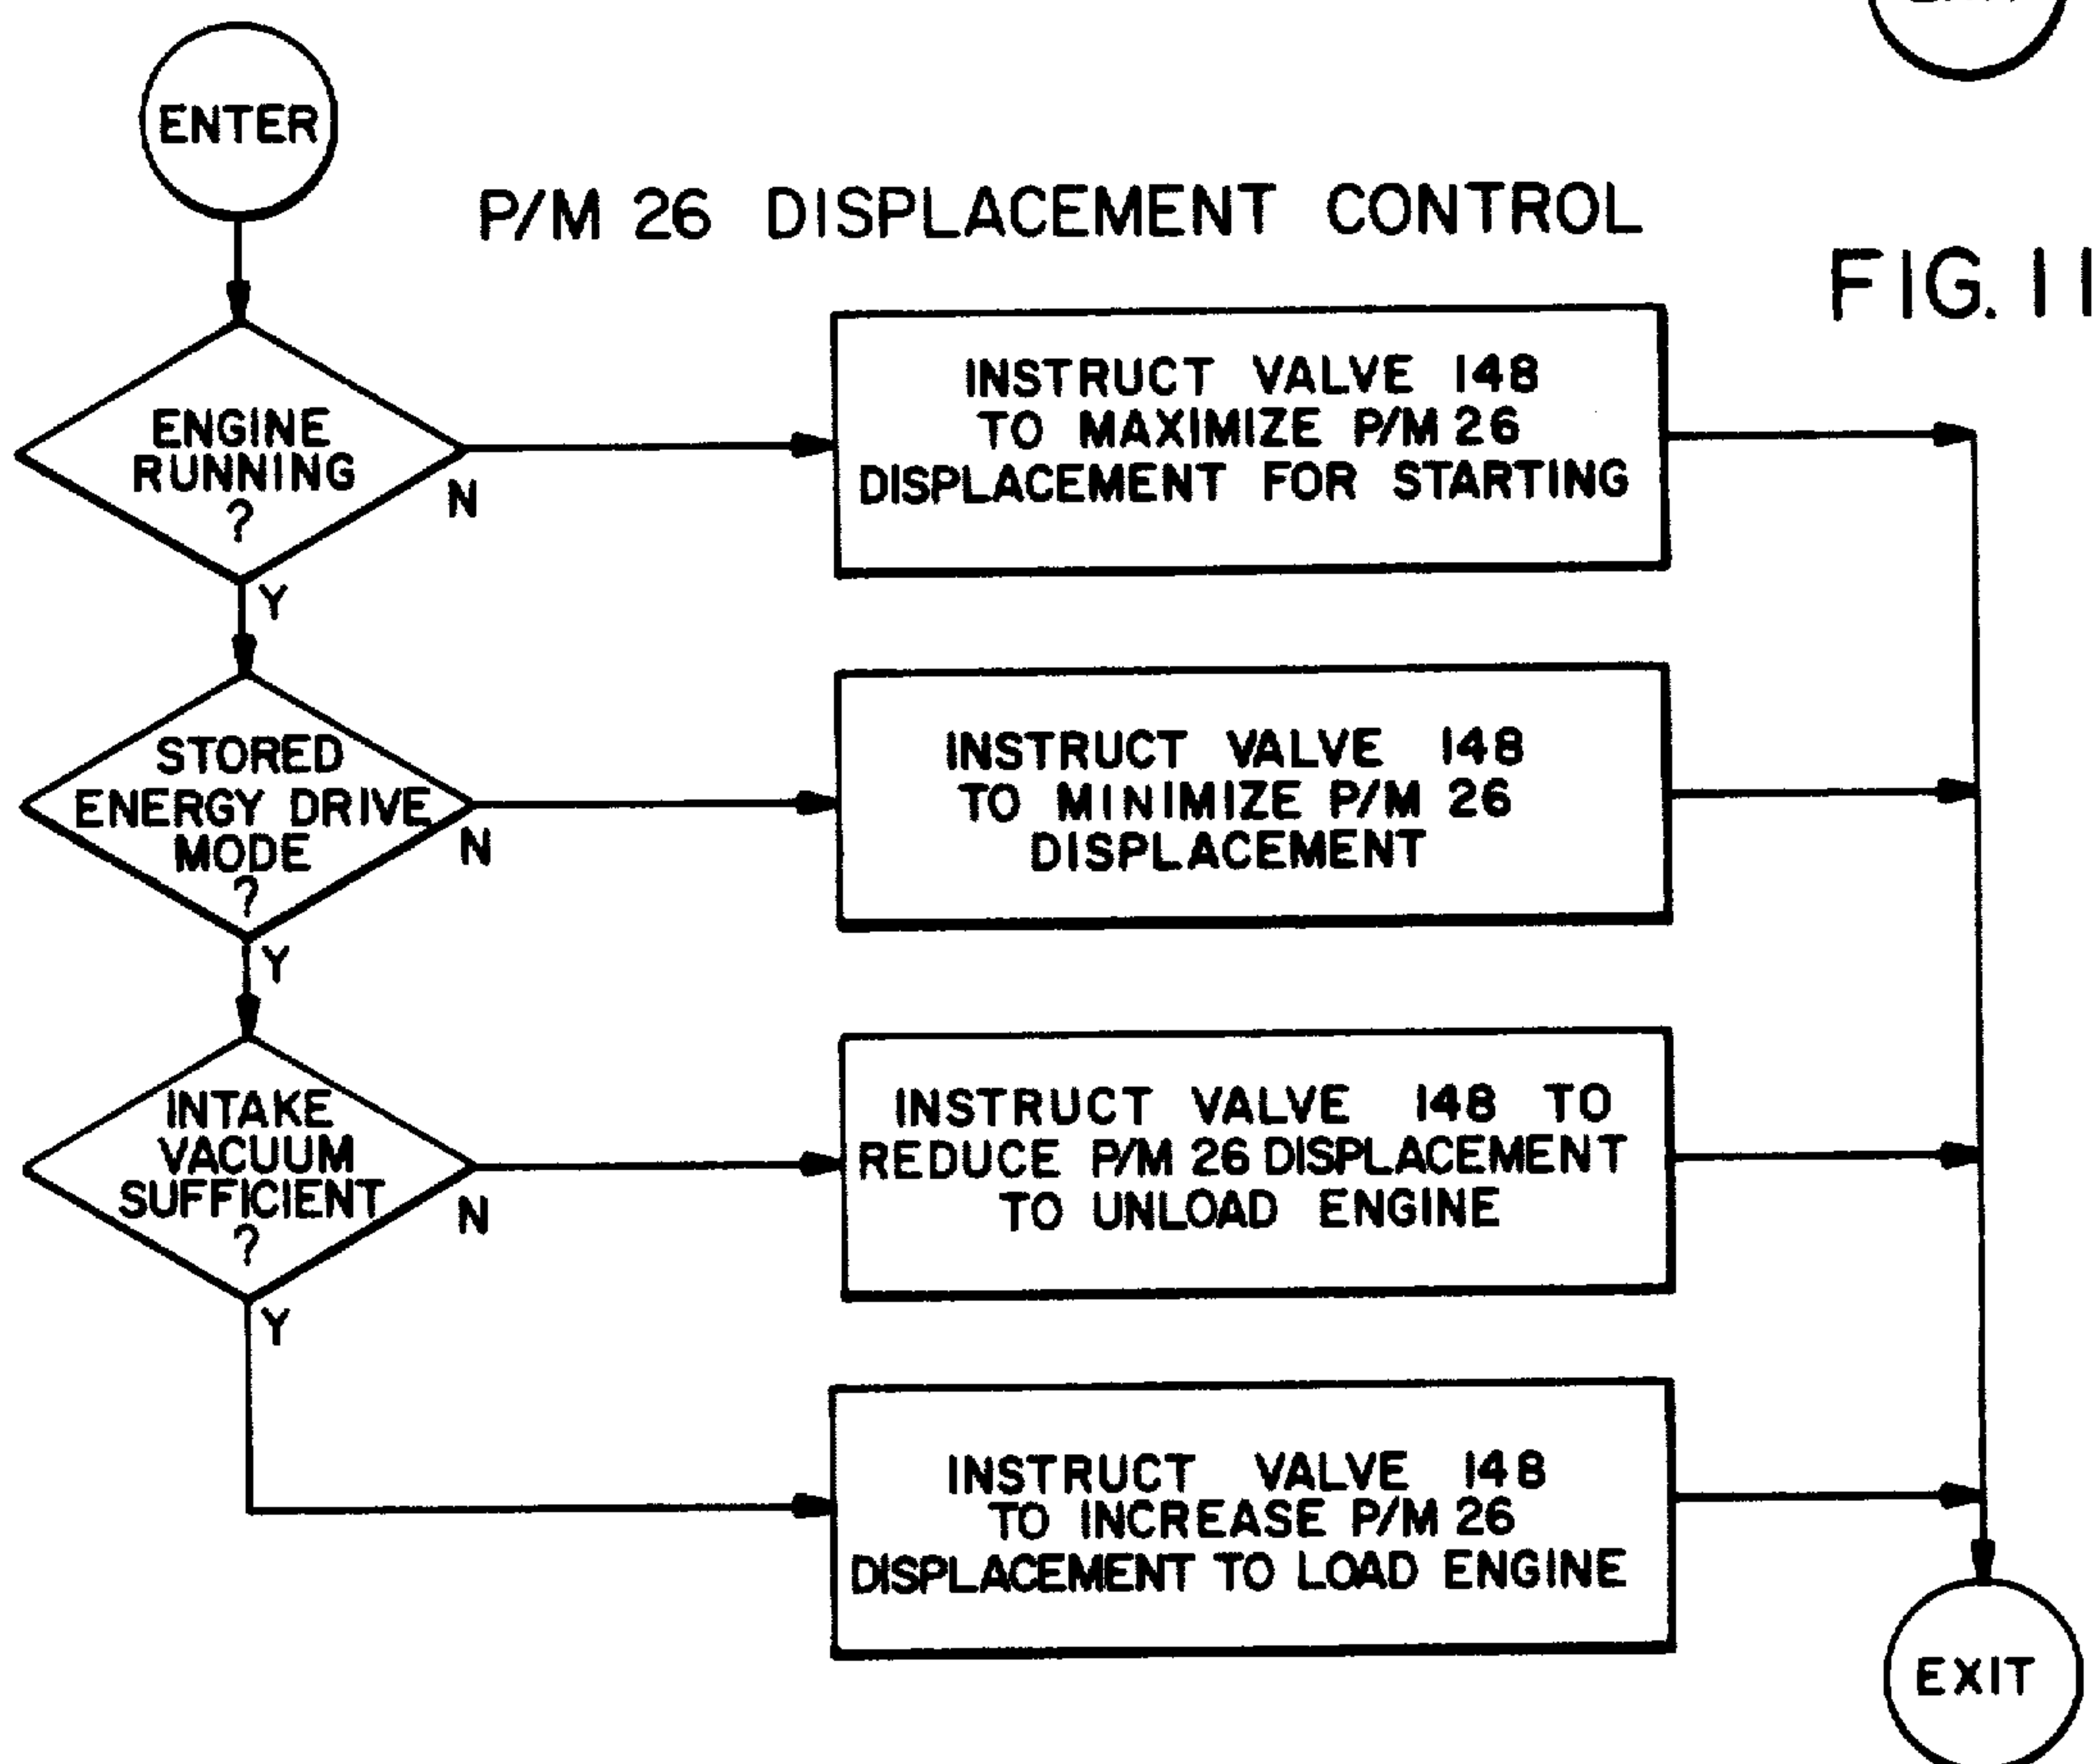 ENTER
P/M 26 DISPLACEMENT CONTROL
FIG. 11
ENGINE
RUNNING
?
N
Y
INSTRUCT VALVE 148
TO MAXIMIZE P/M 26
DISPLACEMENT FOR STARTING
STORED
ENERGY DRIVE
MODE
?
N
Y
INSTRUCT VALVE 148
TO MINIMIZE P/M 26
DISPLACEMENT
INTAKE
VACUUM
SUFFICIENT
?
N
Y
INSTRUCT VALVE 148 TO
REDUCE P/M 26 DISPLACEMENT
TO UNLOAD ENGINE
INSTRUCT VALVE 148
TO INCREASE P/M 26
DISPLACEMENT TO LOAD ENGINE
EXIT